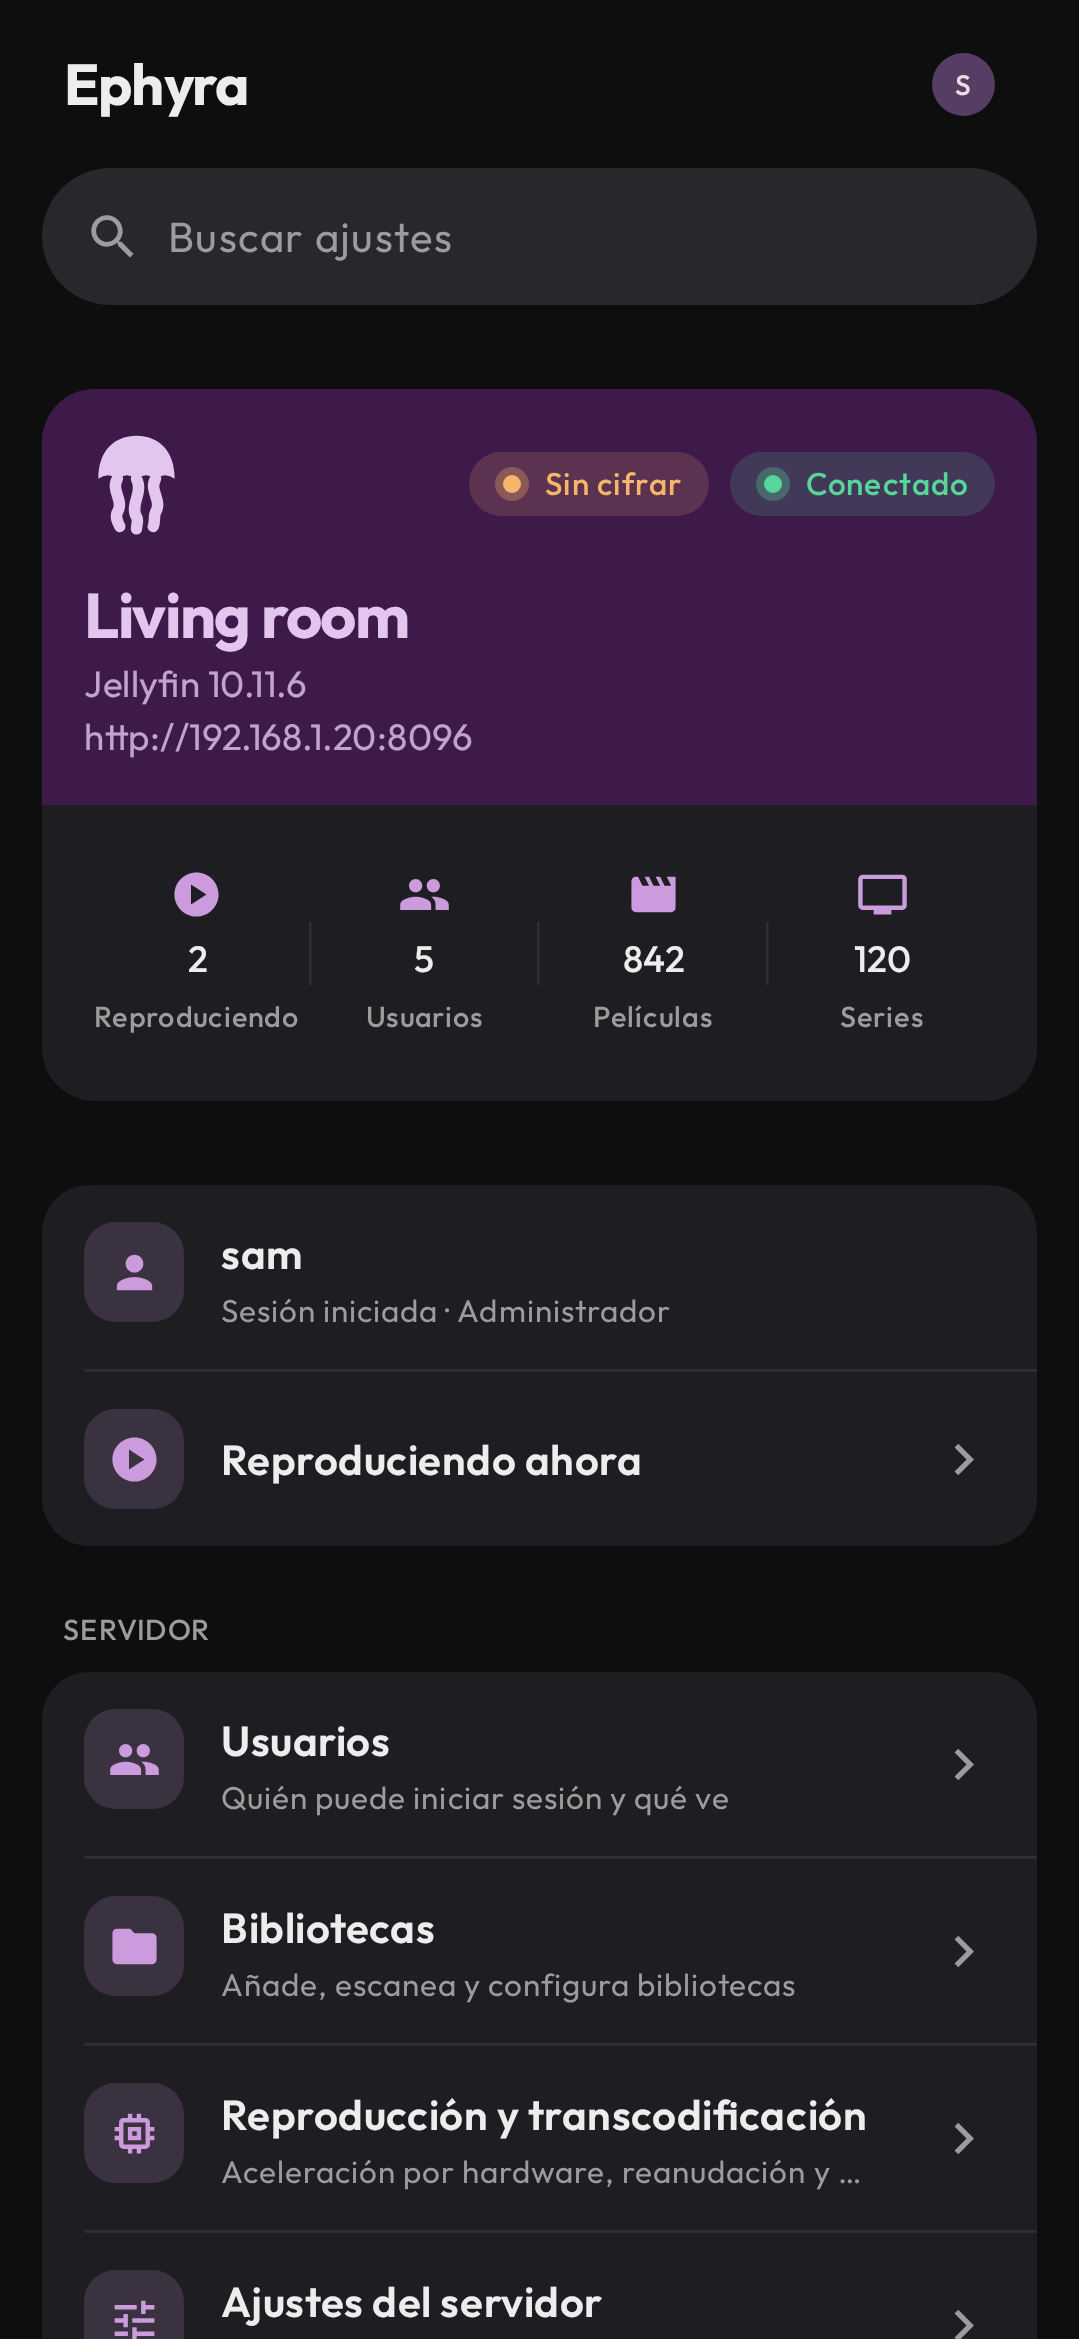 Ephyra
S
Buscar ajustes
Sin cifrar
Conectado
Living room
Jellyfin 10.11.6
http://192.168.1.20:8096
2
5
842
120
Reproduciendo
Usuarios
Películas
Series
sam
Sesión iniciada · Administrador
Reproduciendo ahora
SERVIDOR
Usuarios
Quién puede iniciar sesión y qué ve
Bibliotecas
Añade, escanea y configura bibliotecas
Reproducción y transcodificación
Aceleración por hardware, reanudación y ...
Ajustes del servidor